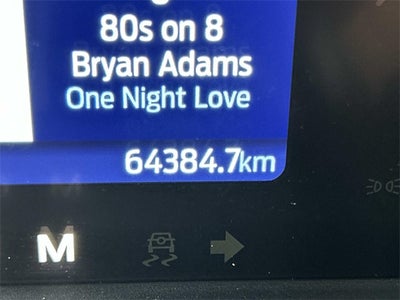 80s on 8
Bryan Adams
One Night Love
64384.7km
M